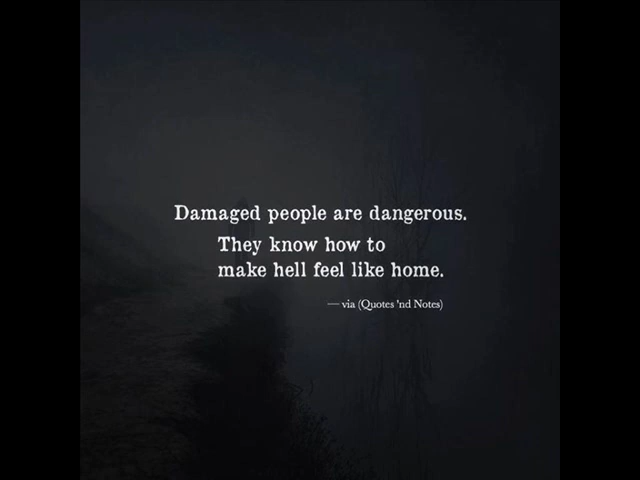 Damaged people are dangerous.
They know how to
make hell feel like home.
— via (Quotes 'nd Notes)